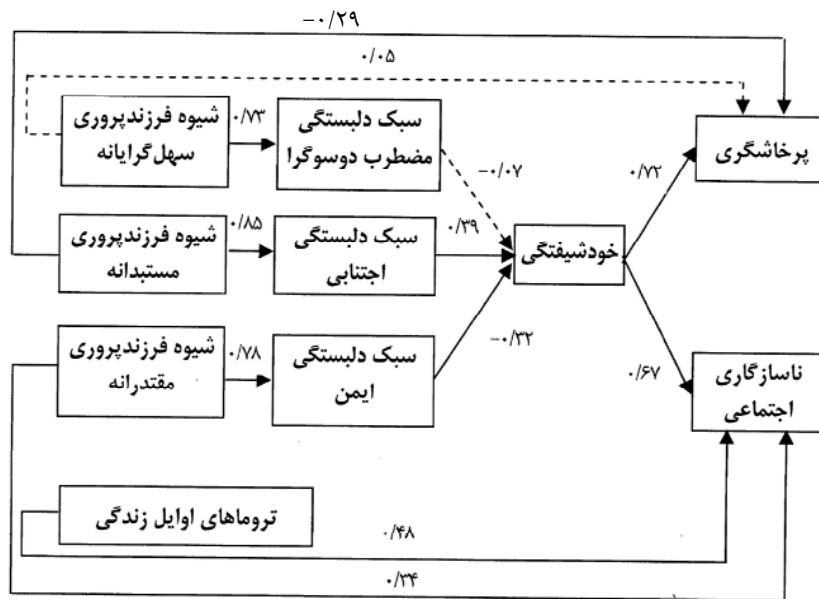 -۰/۲۹
۰/۰۵
شیوه فرزندپروری
سهل‌گرایانه
۰/۷۳
سبک دلبستگی
مضطرب دوسوگرا
-۰/۰۷
پرخاشگری
۰/۷۲
شیوه فرزندپروری
مستبدانه
۰/۸۵
سبک دلبستگی
اجتنابی
۰/۳۹
خودشیفتگی
شیوه فرزندپروری
مقتدرانه
۰/۷۸
سبک دلبستگی
ایمن
-۰/۳۲
۰/۶۷
ناسازگاری
اجتماعی
تروماهای اوایل زندگی
۰/۴۸
۰/۳۴